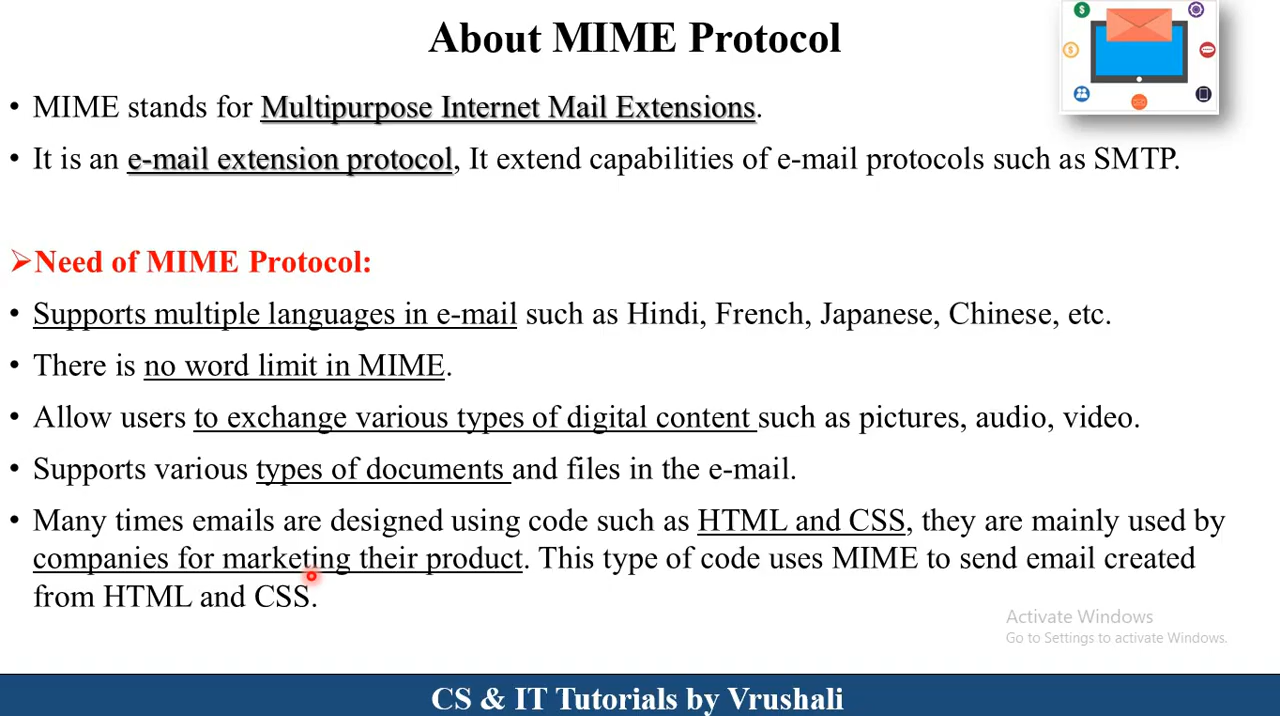 About MIME Protocol
• MIME stands for Multipurpose Internet Mail Extensions.
• It is an e-mail extension protocol, It extend capabilities of e-mail protocols such as SMTP.
➢Need of MIME Protocol:
• Supports multiple languages in e-mail such as Hindi, French, Japanese, Chinese, etc.
• There is no word limit in MIME.
• Allow users to exchange various types of digital content such as pictures, audio, video.
• Supports various types of documents and files in the e-mail.
• Many times emails are designed using code such as HTML and CSS, they are mainly used by
companies for marketing their product. This type of code uses MIME to send email created
from HTML and CSS.
Activate Windows
Go to Settings to activate Windows.
CS & IT Tutorials by Vrushali